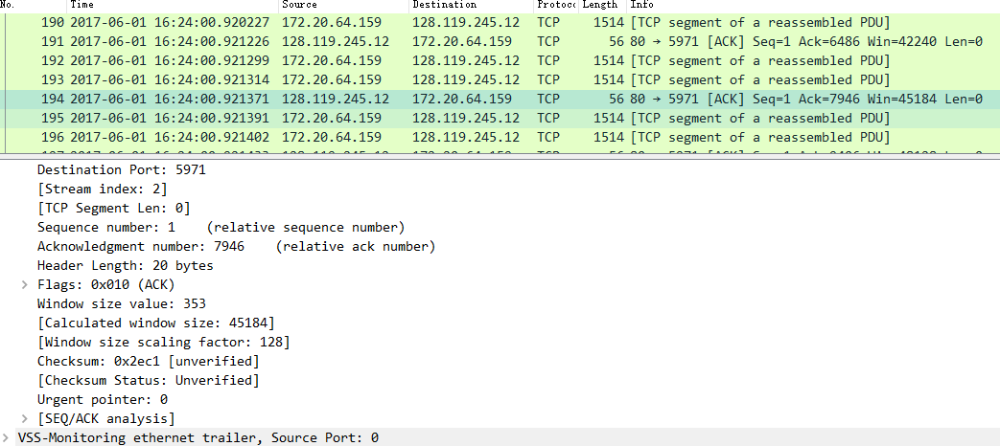 No. Time Source Destination Protoco Length Info
190 2017-06-01 16:24:00.920227 172.20.64.159 128.119.245.12 TCP 1514 [TCP segment of a reassembled PDU]
191 2017-06-01 16:24:00.921226 128.119.245.12 172.20.64.159 TCP 56 80 → 5971 [ACK] Seq=1 Ack=6486 Win=42240 Len=0
192 2017-06-01 16:24:00.921299 172.20.64.159 128.119.245.12 TCP 1514 [TCP segment of a reassembled PDU]
193 2017-06-01 16:24:00.921314 172.20.64.159 128.119.245.12 TCP 1514 [TCP segment of a reassembled PDU]
194 2017-06-01 16:24:00.921371 128.119.245.12 172.20.64.159 TCP 56 80 → 5971 [ACK] Seq=1 Ack=7946 Win=45184 Len=0
195 2017-06-01 16:24:00.921391 172.20.64.159 128.119.245.12 TCP 1514 [TCP segment of a reassembled PDU]
196 2017-06-01 16:24:00.921402 172.20.64.159 128.119.245.12 TCP 1514 [TCP segment of a reassembled PDU]
Destination Port: 5971
[Stream index: 2]
[TCP Segment Len: 0]
Sequence number: 1 (relative sequence number)
Acknowledgment number: 7946 (relative ack number)
Header Length: 20 bytes
Flags: 0x010 (ACK)
Window size value: 353
[Calculated window size: 45184]
[Window size scaling factor: 128]
Checksum: 0x2ec1 [unverified]
[Checksum Status: Unverified]
Urgent pointer: 0
[SEQ/ACK analysis]
VSS-Monitoring ethernet trailer, Source Port: 0